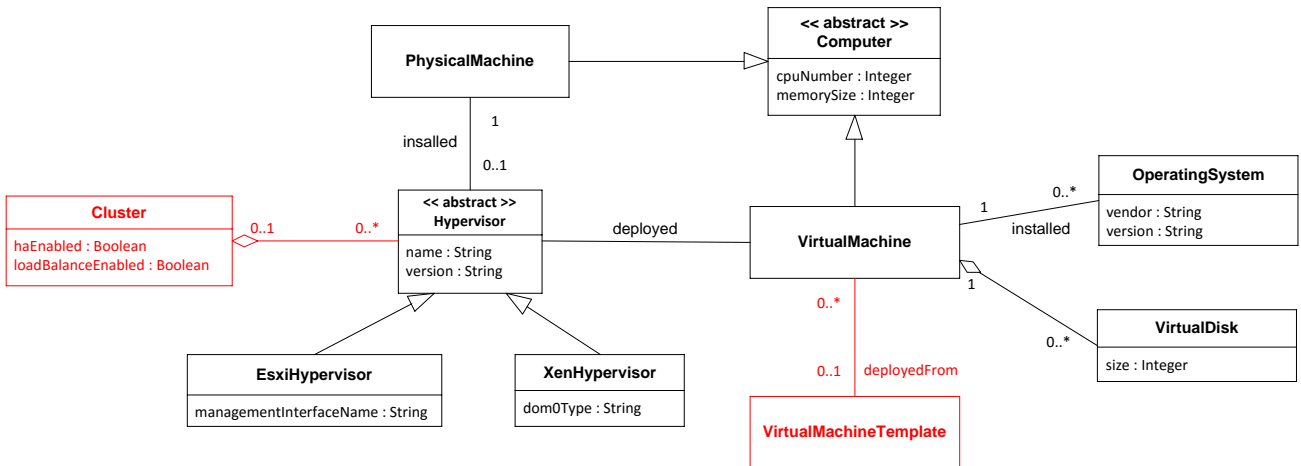 << abstract >>
Computer
cpuNumber : Integer
memorySize : Integer
PhysicalMachine
1
insalled
0..1
<< abstract >>
Hypervisor
name : String
version : String
Cluster
haEnabled : Boolean
loadBalanceEnabled : Boolean
0..1
0..*
deployed
VirtualMachine
1
installed
0..*
OperatingSystem
vendor : String
version : String
1
0..*
VirtualDisk
size : Integer
0..*
0..1
deployedFrom
VirtualMachineTemplate
EsxiHypervisor
managementInterfaceName : String
XenHypervisor
dom0Type : String